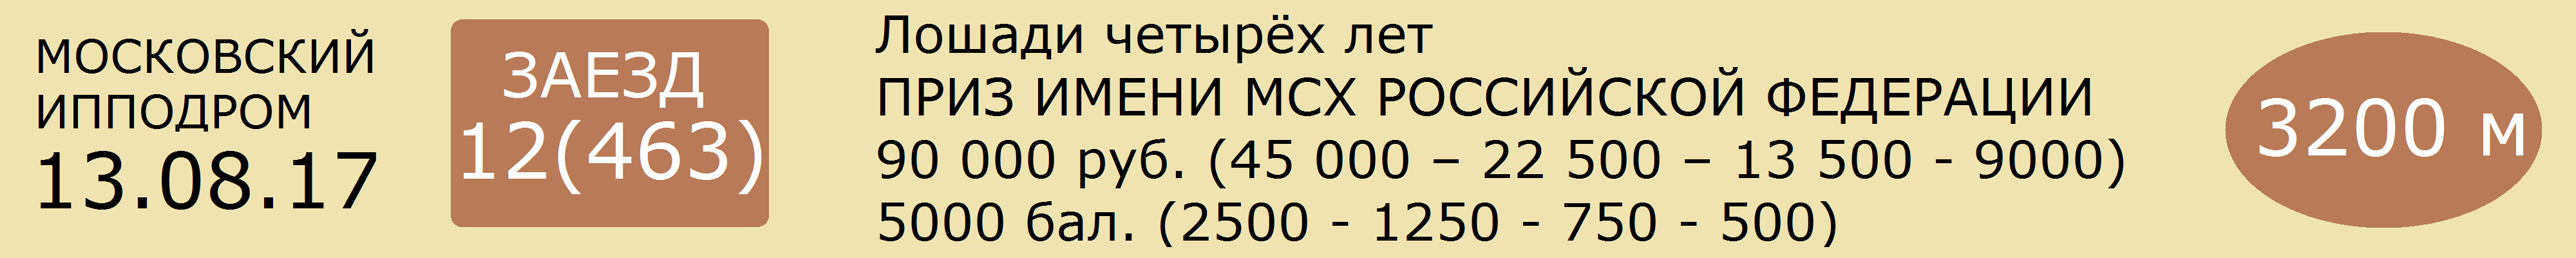 МОСКОВСКИЙ
ИППОДРОМ
13.08.17
ЗАЕЗД
12(463)
Лошади четырёх лет
ПРИЗ ИМЕНИ МСХ РОССИЙСКОЙ ФЕДЕРАЦИИ
90 000 руб. (45 000 – 22 500 – 13 500 - 9000)
5000 бал. (2500 - 1250 - 750 - 500)
3200 м